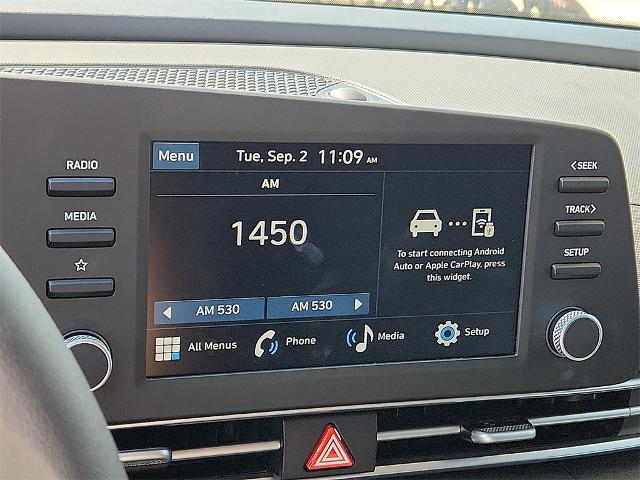 Menu Tue, Sep. 2 11:09 AM
RADIO
MEDIA
AM
1450
To start connecting Android
Auto or Apple CarPlay, press
this widget.
AM 530 AM 530
All Menus Phone Media Setup
<SEEK
TRACK>
SETUP